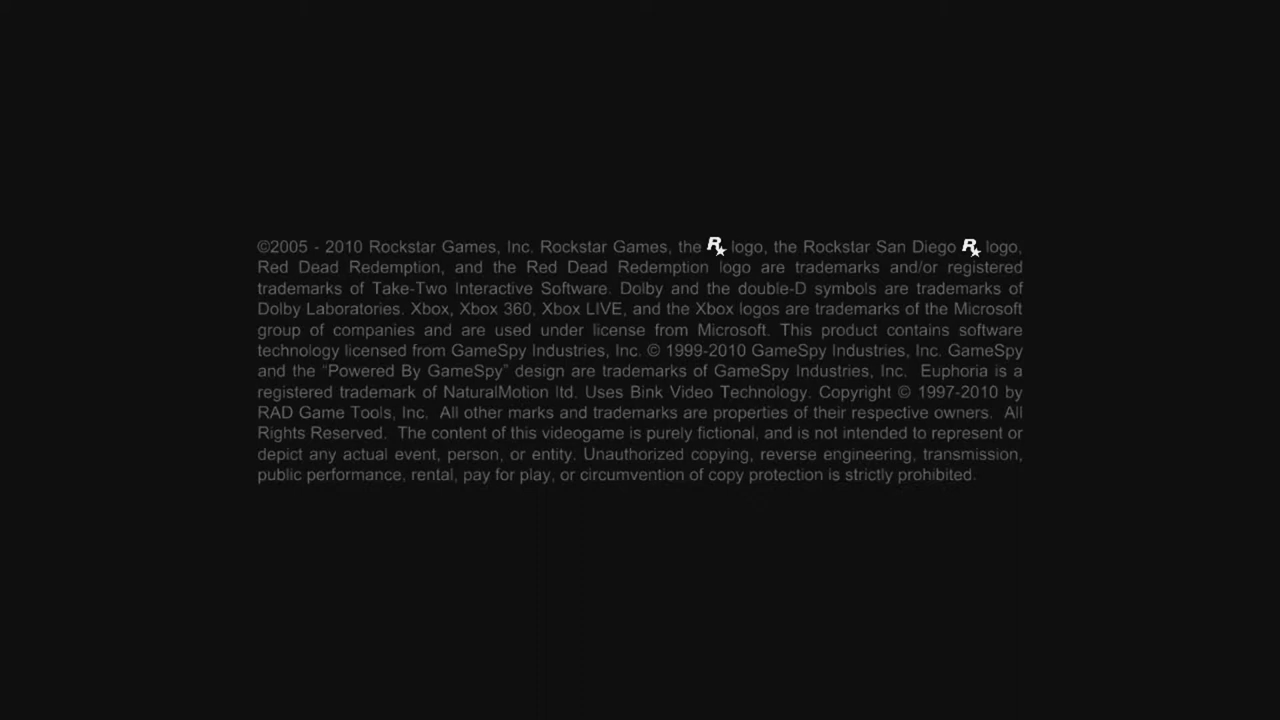 ©2005 - 2010 Rockstar Games, Inc. Rockstar Games, the R★ logo, the Rockstar San Diego R★ logo,
Red Dead Redemption, and the Red Dead Redemption logo are trademarks and/or registered
trademarks of Take-Two Interactive Software. Dolby and the double-D symbols are trademarks of
Dolby Laboratories. Xbox, Xbox 360, Xbox LIVE, and the Xbox logos are trademarks of the Microsoft
group of companies and are used under license from Microsoft. This product contains software
technology licensed from GameSpy Industries, Inc. © 1999-2010 GameSpy Industries, Inc. GameSpy
and the “Powered By GameSpy” design are trademarks of GameSpy Industries, Inc. Euphoria is a
registered trademark of NaturalMotion ltd. Uses Bink Video Technology. Copyright © 1997-2010 by
RAD Game Tools, Inc. All other marks and trademarks are properties of their respective owners. All
Rights Reserved. The content of this videogame is purely fictional, and is not intended to represent or
depict any actual event, person, or entity. Unauthorized copying, reverse engineering, transmission,
public performance, rental, pay for play, or circumvention of copy protection is strictly prohibited.